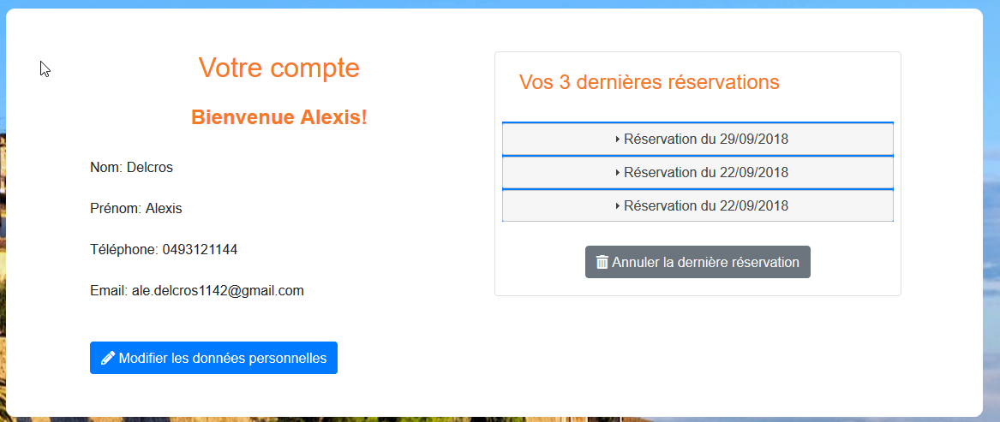 Votre compte
Bienvenue Alexis!
Nom: Delcros
Prénom: Alexis
Téléphone: 0493121144
Email: ale.delcros1142@gmail.com
Modifier les données personnelles
Vos 3 dernières réservations
Réservation du 29/09/2018
Réservation du 22/09/2018
Réservation du 22/09/2018
Annuler la dernière réservation